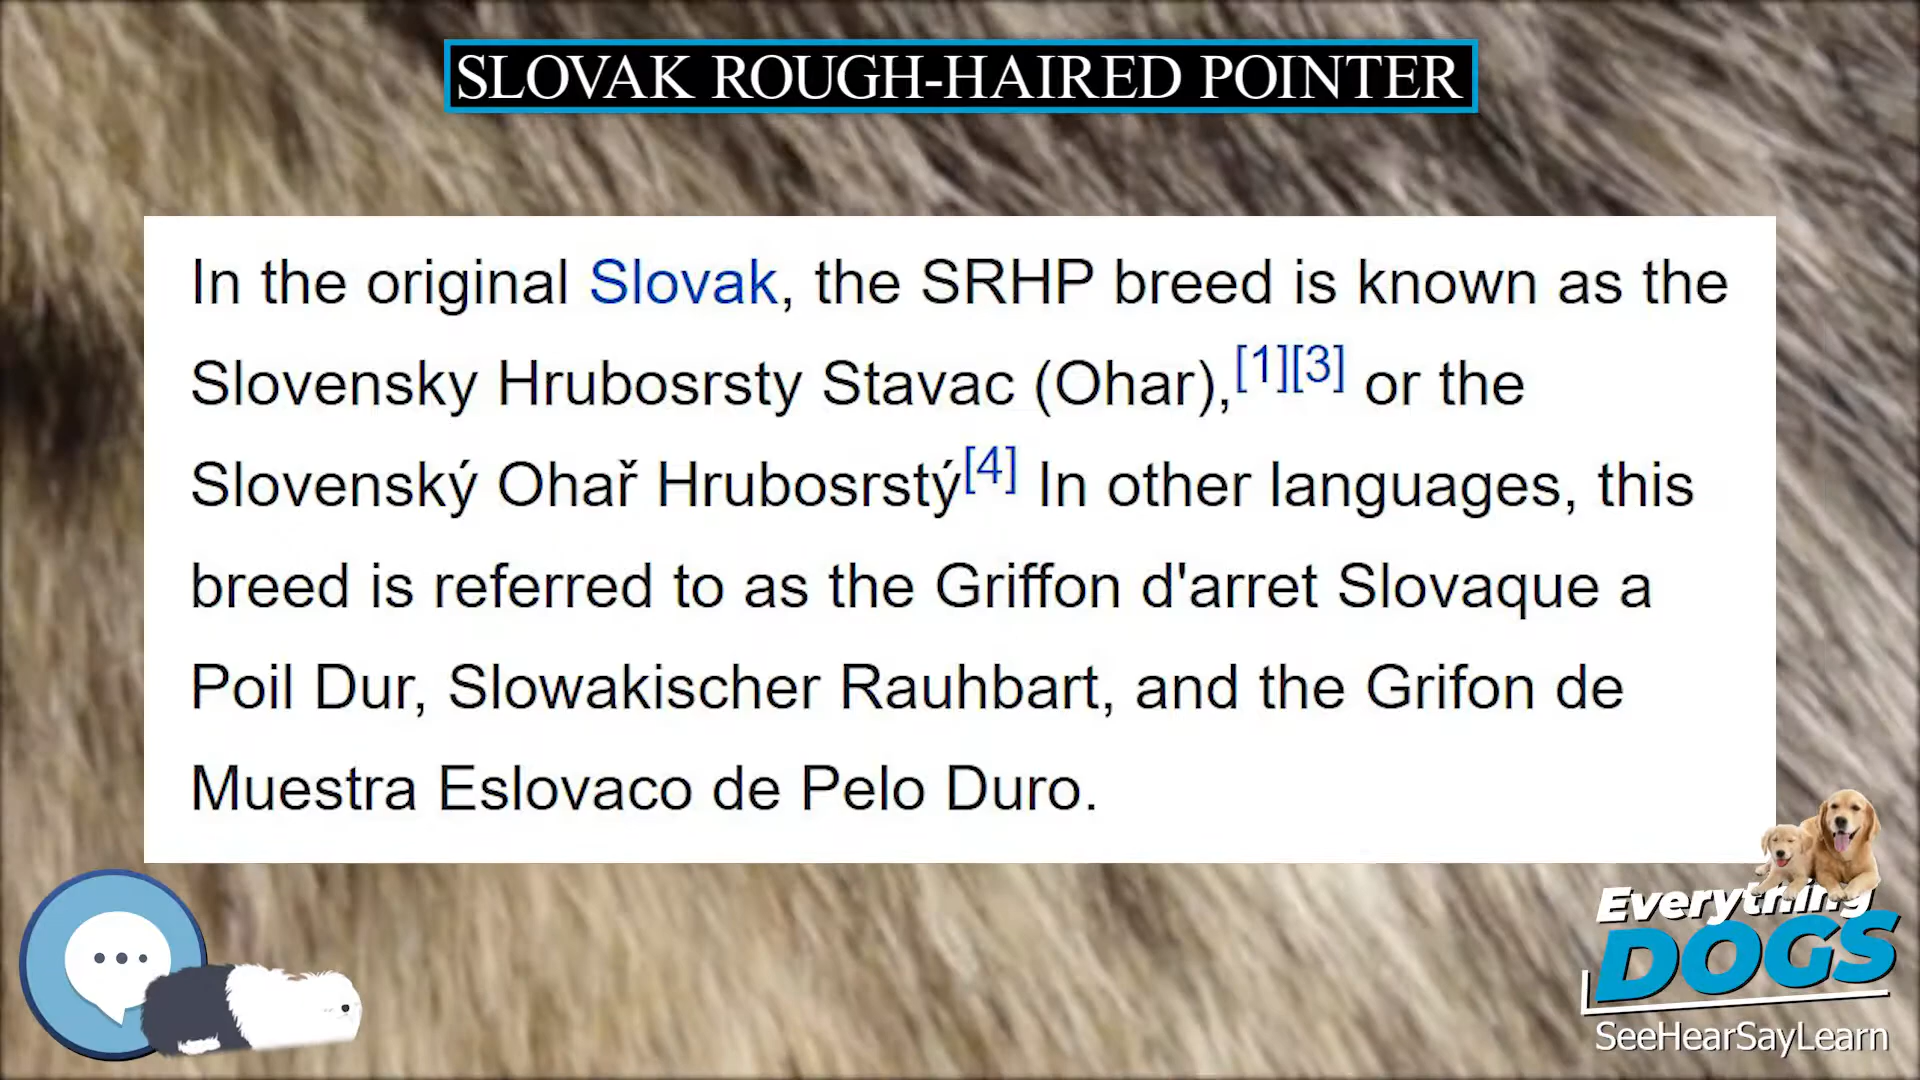 SLOVAK ROUGH-HAIRED POINTER
In the original Slovak, the SRHP breed is known as the
Slovensky Hrubosrsty Stavac (Ohar),[1][3] or the
Slovenský Ohař Hrubosrstý[4] In other languages, this
breed is referred to as the Griffon d'arret Slovaque a
Poil Dur, Slowakischer Rauhbart, and the Grifon de
Muestra Eslovaco de Pelo Duro.
Everything
DOGS
SeeHearSayLearn